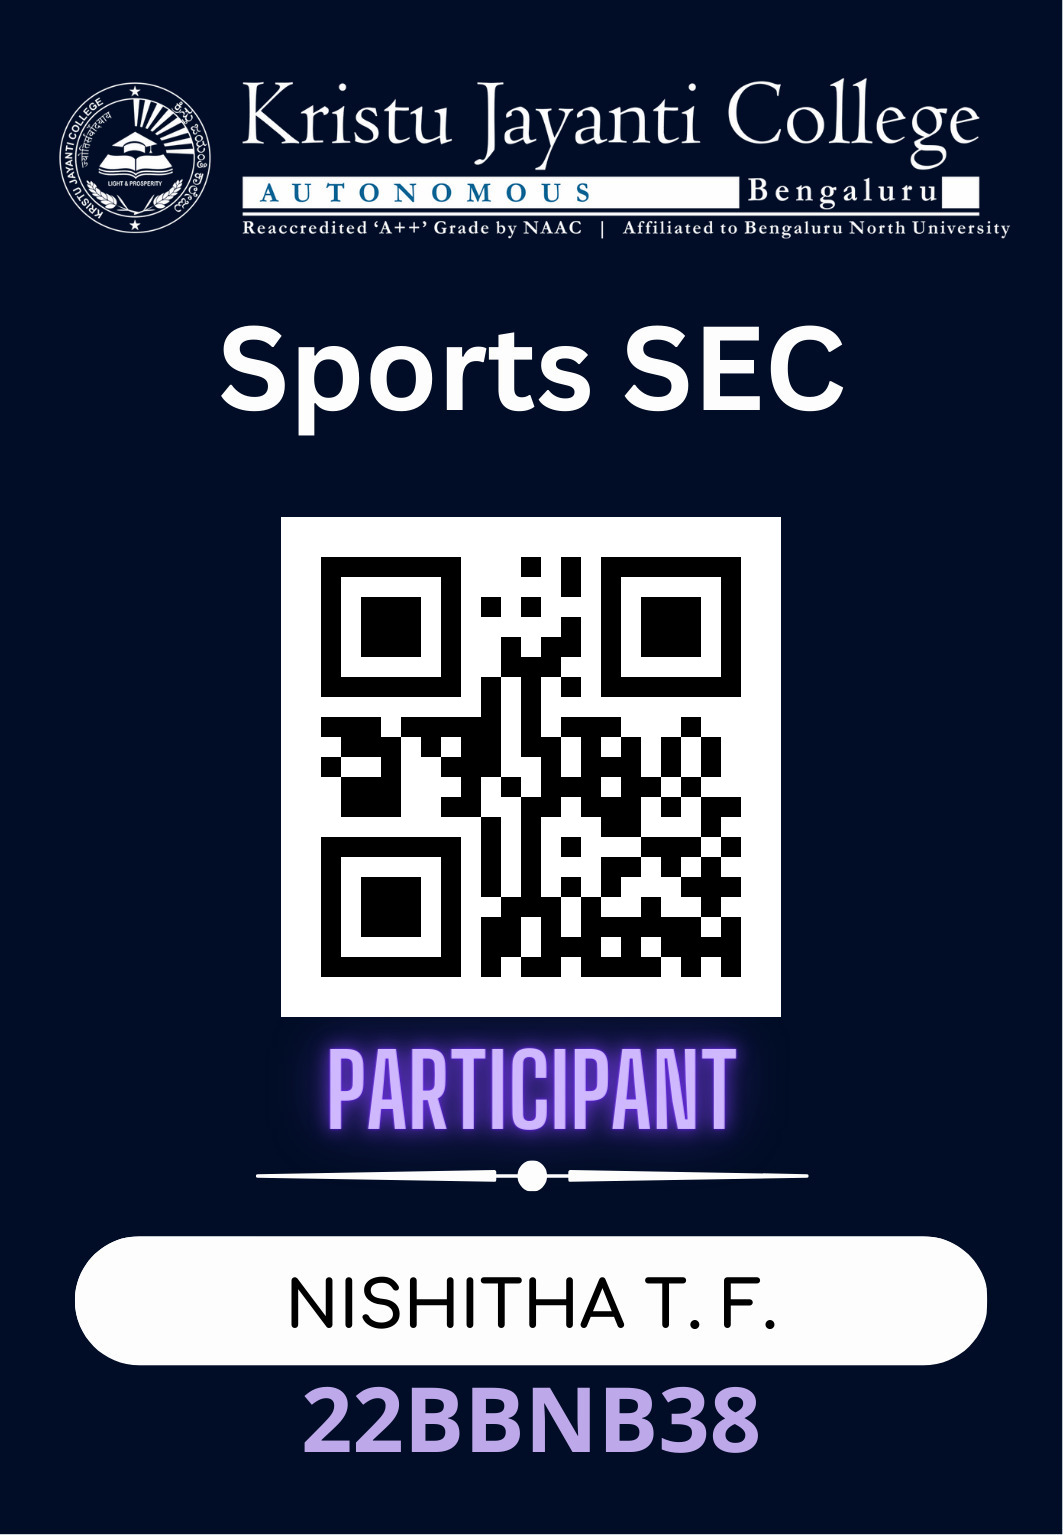 KRISTU JAYANTI COLLEGE
ಕ್ರಿಸ್ತು ಜಯಂತಿ ಕಾಲೇಜು
LIGHT & PROSPERITY
Kristu Jayanti College
AUTONOMOUS Bengaluru
Reaccredited ‘A++’ Grade by NAAC | Affiliated to Bengaluru North University
Sports SEC
PARTICIPANT
NISHITHA T. F.
22BBNB38